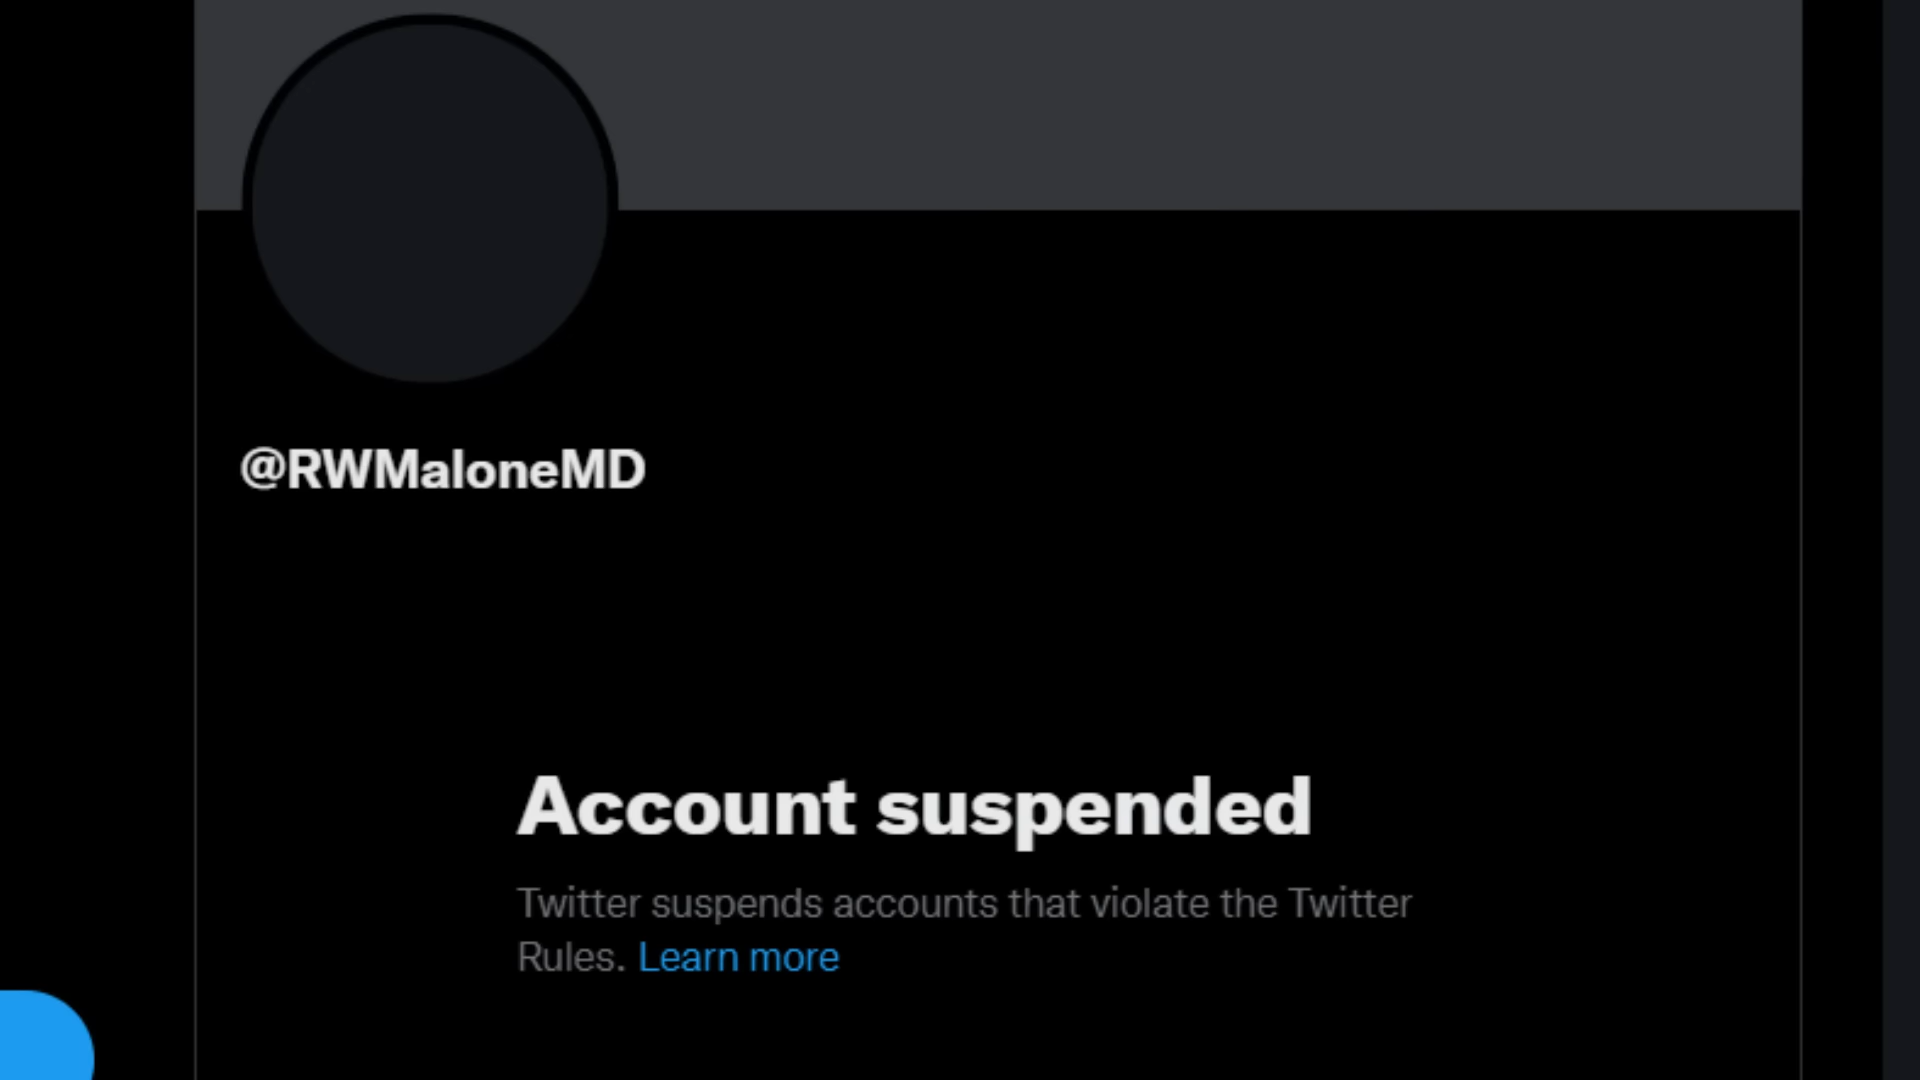 @RWMaloneMD
Account suspended
Twitter suspends accounts that violate the Twitter
Rules. Learn more